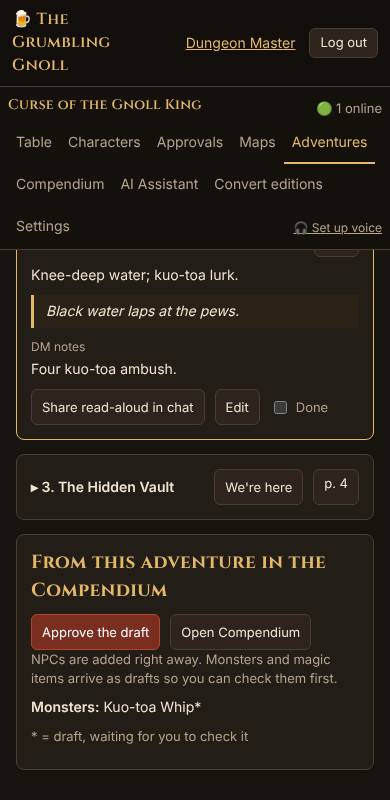 🍺 The
Grumbling
Gnoll
Dungeon Master
Log out
Curse of the Gnoll King
🟢 1 online
Table Characters Approvals Maps Adventures
Compendium AI Assistant Convert editions
Settings
🎧 Set up voice
Knee-deep water; kuo-toa lurk.
Black water laps at the pews.
DM notes
Four kuo-toa ambush.
Share read-aloud in chat Edit Done
▸ 3. The Hidden Vault We're here p. 4
From this adventure in the
Compendium
Approve the draft Open Compendium
NPCs are added right away. Monsters and magic
items arrive as drafts so you can check them first.
Monsters: Kuo-toa Whip*
* = draft, waiting for you to check it